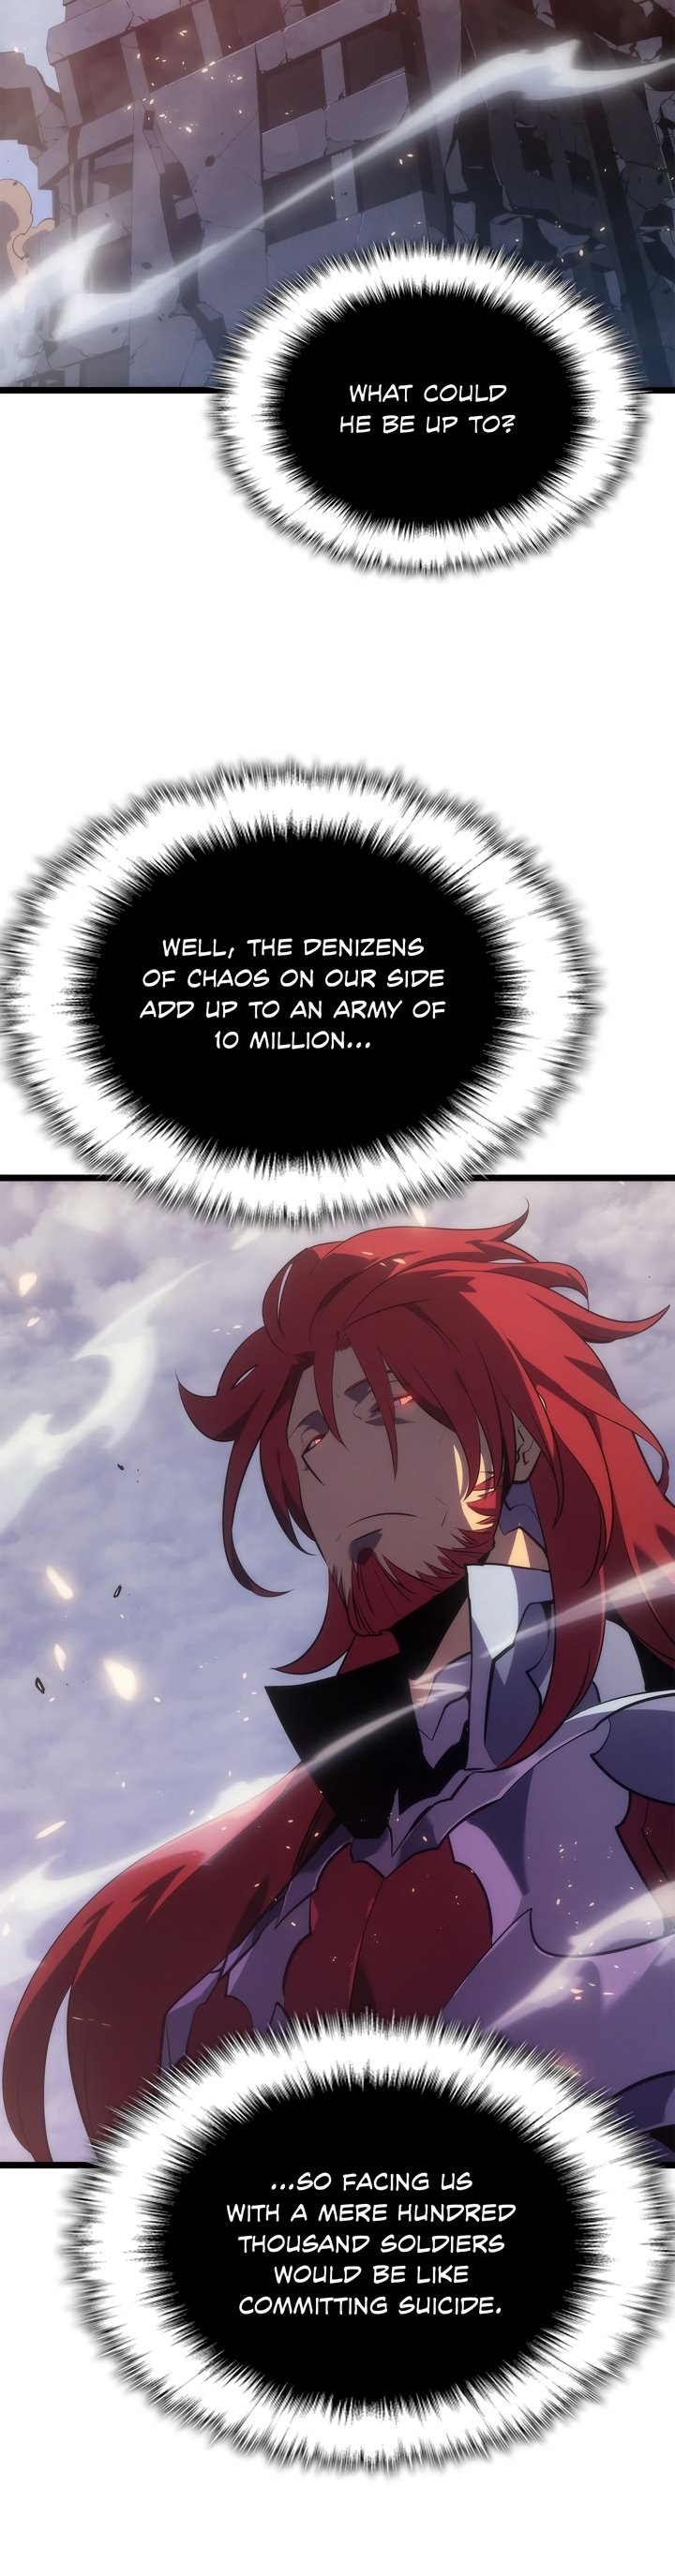 WHAT COULD
HE BE UP TO?
WELL, THE DENIZENS
OF CHAOS ON OUR SIDE
ADD UP TO AN ARMY OF
10 MILLION...
...SO FACING US
WITH A MERE HUNDRED
THOUSAND SOLDIERS
WOULD BE LIKE
COMMITTING SUICIDE.